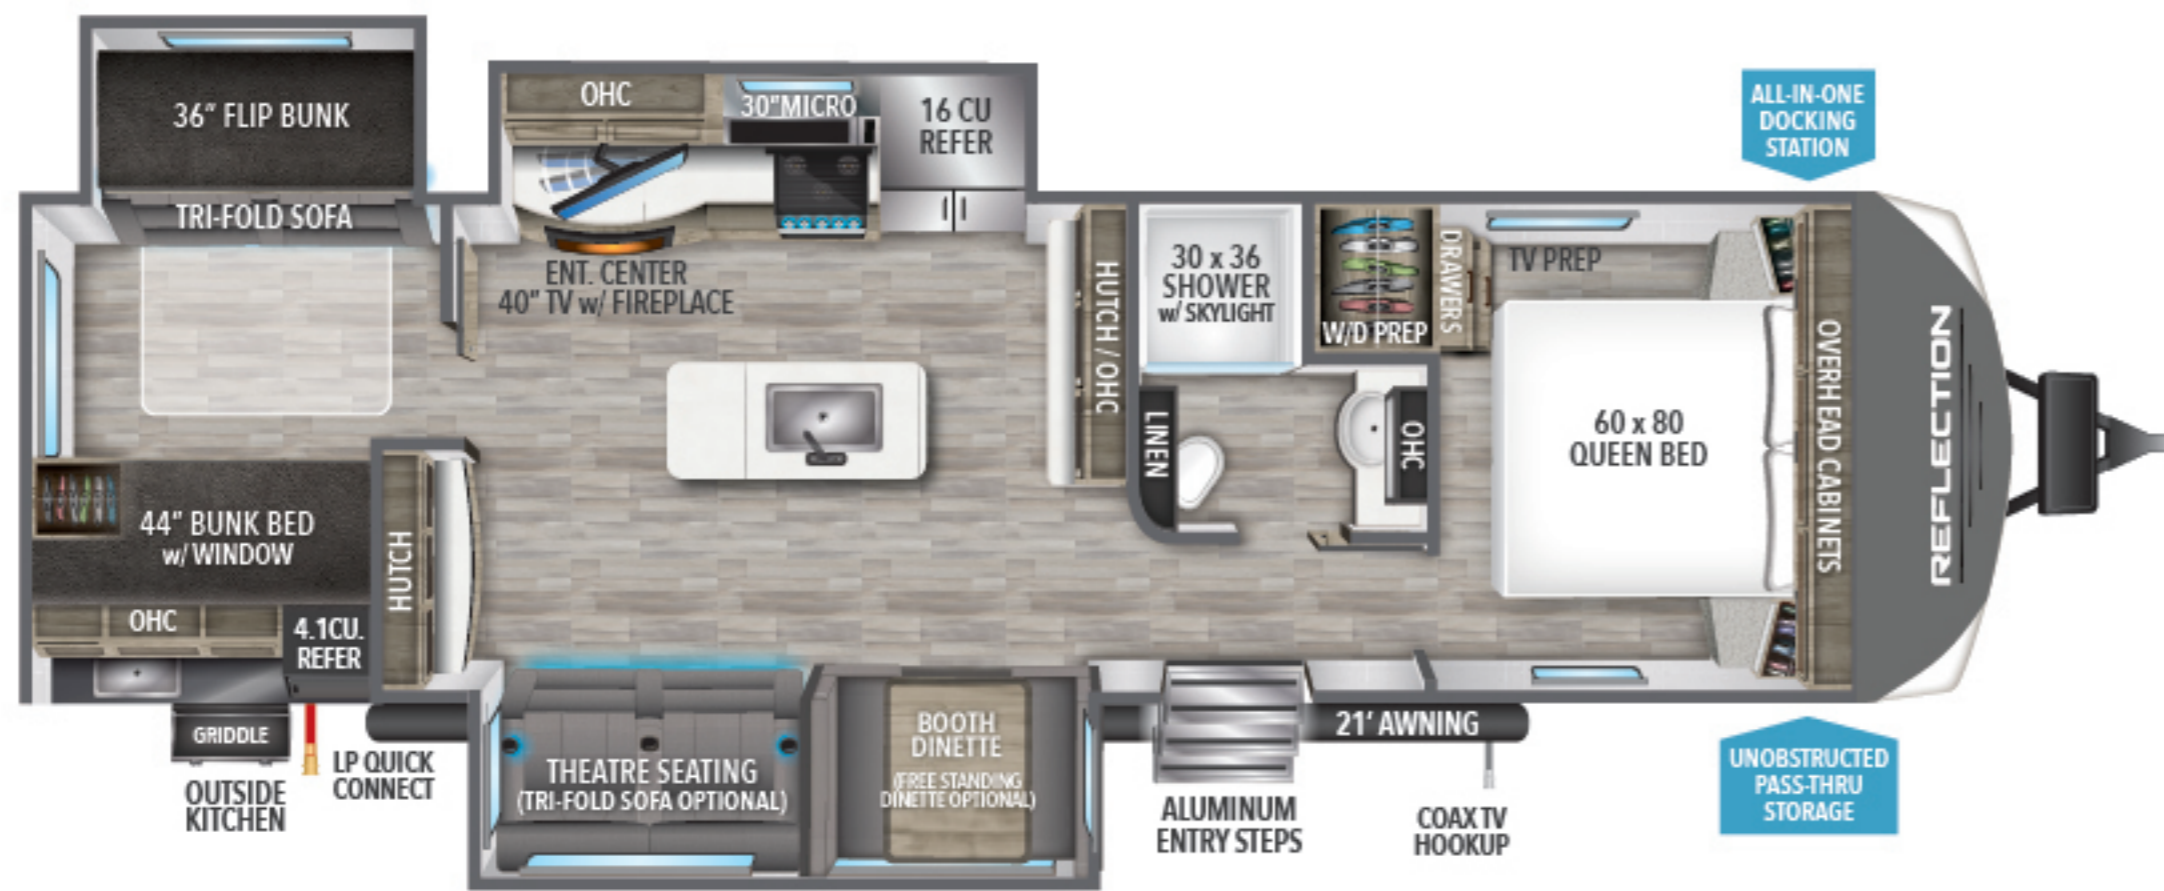 36" FLIP BUNK
TRI-FOLD SOFA
OHC
30"MICRO
16 CU
REFER
ENT. CENTER
40" TV w/ FIREPLACE
HUTCH / OHC
30 x 36
SHOWER
w/ SKYLIGHT
W/D PREP
DRAWERS
TV PREP
ALL-IN-ONE
DOCKING
STATION
60 x 80
QUEEN BED
OVERHEAD CABINETS
REFLECTION
LINEN
OHC
44" BUNK BED
w/ WINDOW
HUTCH
OHC
4.1CU.
REFER
GRIDDLE
OUTSIDE
KITCHEN
LP QUICK
CONNECT
THEATRE SEATING
(TRI-FOLD SOFA OPTIONAL)
BOOTH
DINETTE
(FREE STANDING
DINETTE OPTIONAL)
21' AWNING
ALUMINUM
ENTRY STEPS
COAX TV
HOOKUP
UNOBSTRUCTED
PASS-THRU
STORAGE